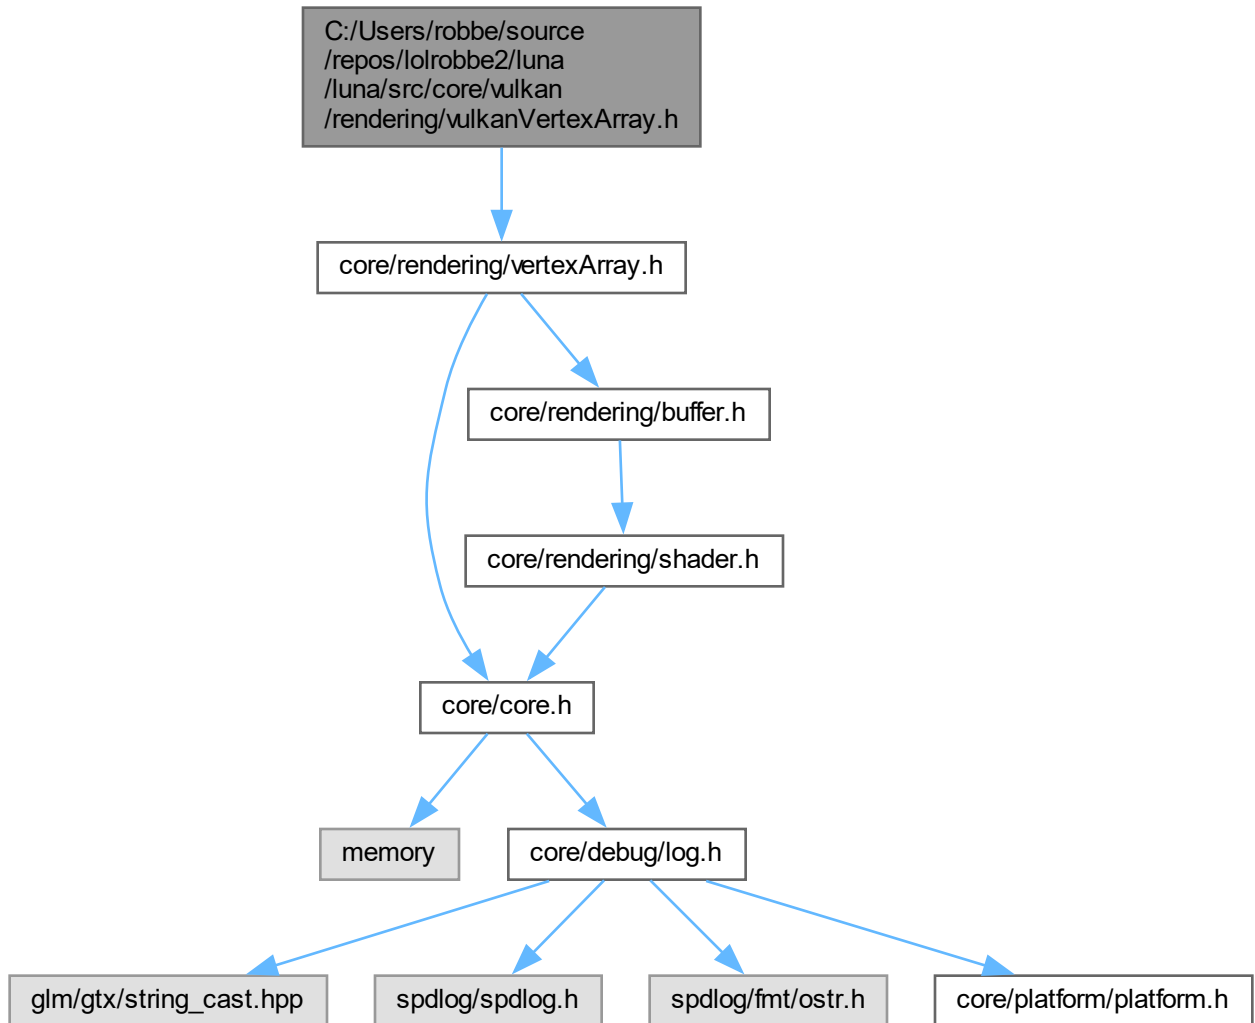 C:/Users/robbe/source
/repos/lolrobbe2/luna
/luna/src/core/vulkan
/rendering/vulkanVertexArray.h
core/rendering/vertexArray.h
core/rendering/buffer.h
core/rendering/shader.h
core/core.h
memory
core/debug/log.h
glm/gtx/string_cast.hpp
spdlog/spdlog.h
spdlog/fmt/ostr.h
core/platform/platform.h